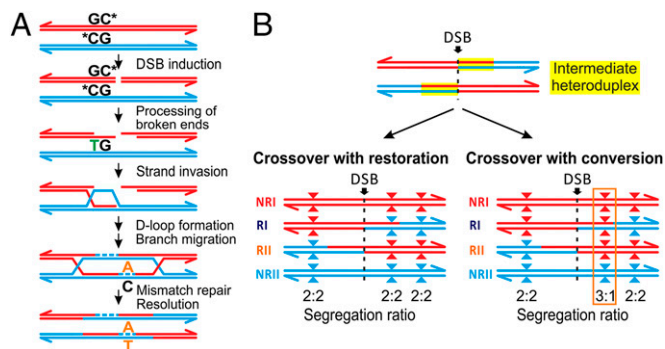 A
GC*
*CG
DSB induction
GC*
*CG
Processing of
broken ends
TG
Strand invasion
D-loop formation
Branch migration
A
C
Mismatch repair
Resolution
A
T
B
DSB
Intermediate
heteroduplex
Crossover with restoration
DSB
NRI
RI
RII
NRII
2:2 2:2 2:2
Segregation ratio
Crossover with conversion
DSB
NRI
RI
RII
NRII
2:2 3:1 2:2
Segregation ratio